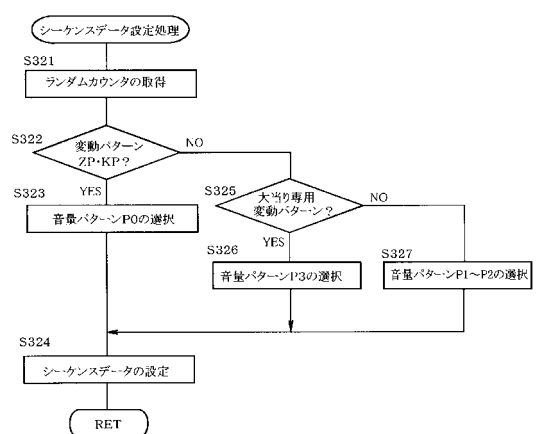 シーケンスデータ設定処理
S321
ランダムカウンタの取得
S322
変動パターン
ZP・KP？
NO
YES
S323
音量パターンP0の選択
S325
大当り専用
変動パターン？
NO
YES
S326
音量パターンP3の選択
S327
音量パターンP1～P2の選択
S324
シーケンスデータの設定
RET